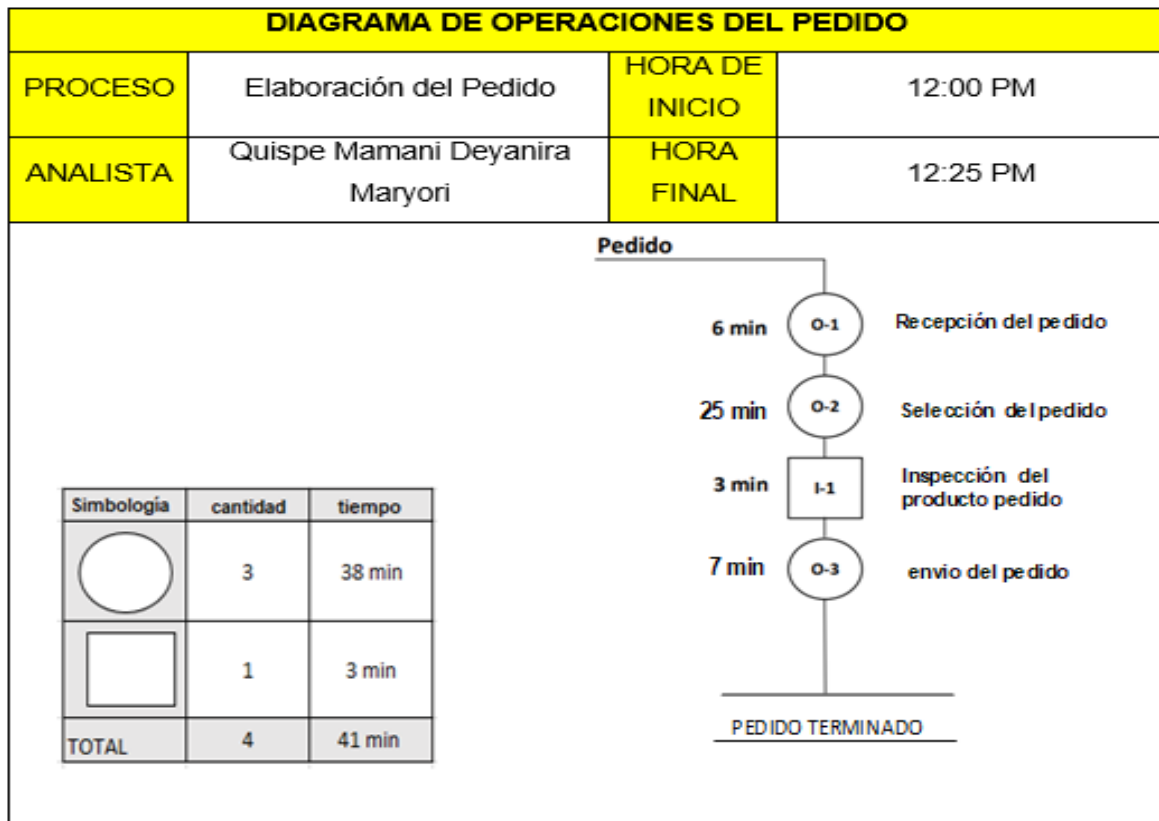 DIAGRAMA DE OPERACIONES DEL PEDIDO
PROCESO
Elaboración del Pedido
HORA DE
INICIO
12:00 PM
ANALISTA
Quispe Mamani Deyanira
Maryori
HORA
FINAL
12:25 PM
Pedido
6 min
O-1
Recepción del pedido
25 min
O-2
Selección del pedido
3 min
I-1
Inspección del
producto pedido
7 min
O-3
envio del pedido
PEDIDO TERMINADO
Simbología cantidad tiempo
3 38 min
1 3 min
TOTAL 4 41 min